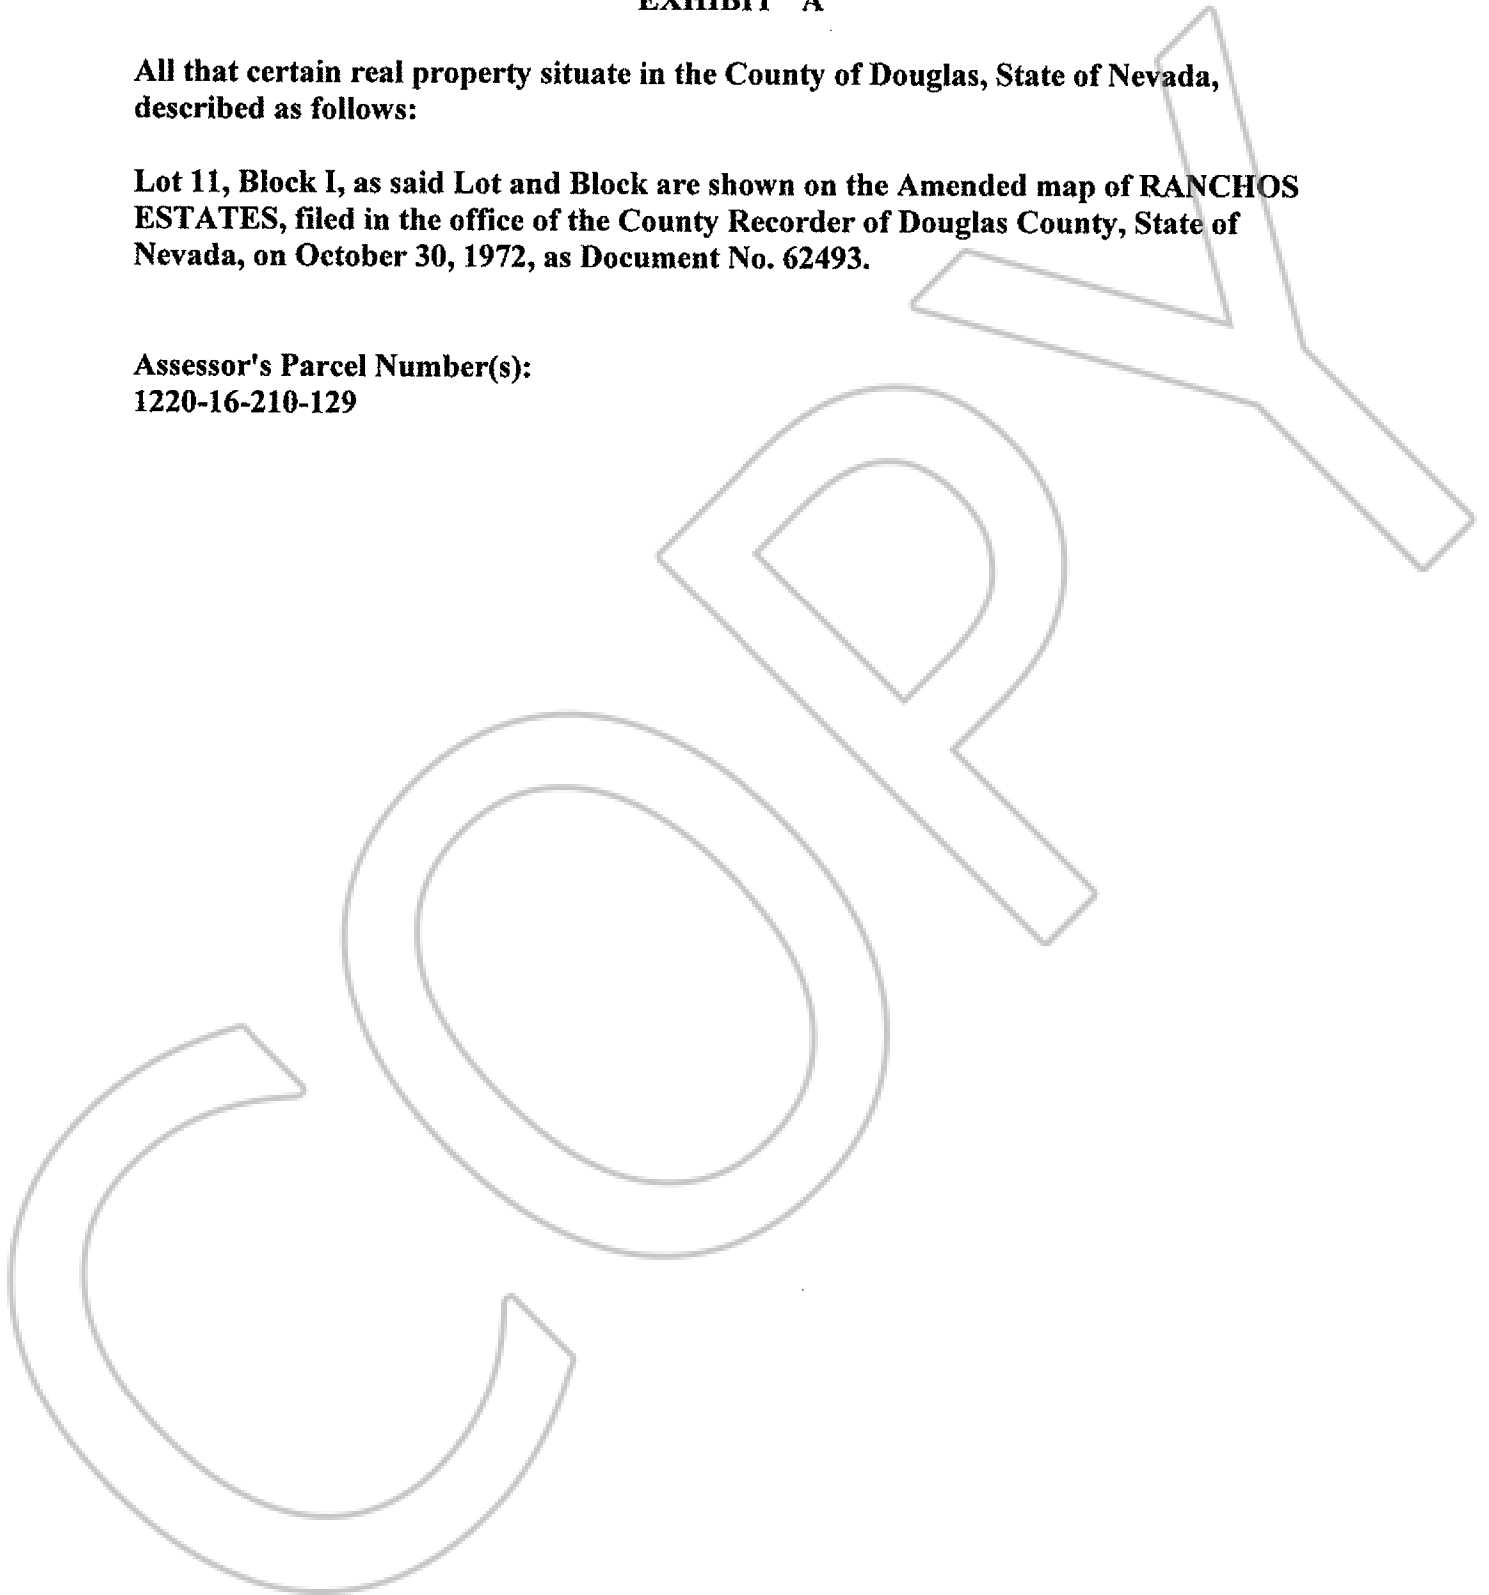 EXHIBIT "A
All that certain real property situate in the County of Douglas, State of Nevada,
described as follows:
Lot 11, Block I, as said Lot and Block are shown on the Amended map of RANCHOS
ESTATES, filed in the office of the County Recorder of Douglas County, State of
Nevada, on October 30, 1972, as Document No. 62493.
Assessor's Parcel Number(s):
1220-16-210-129
COPY